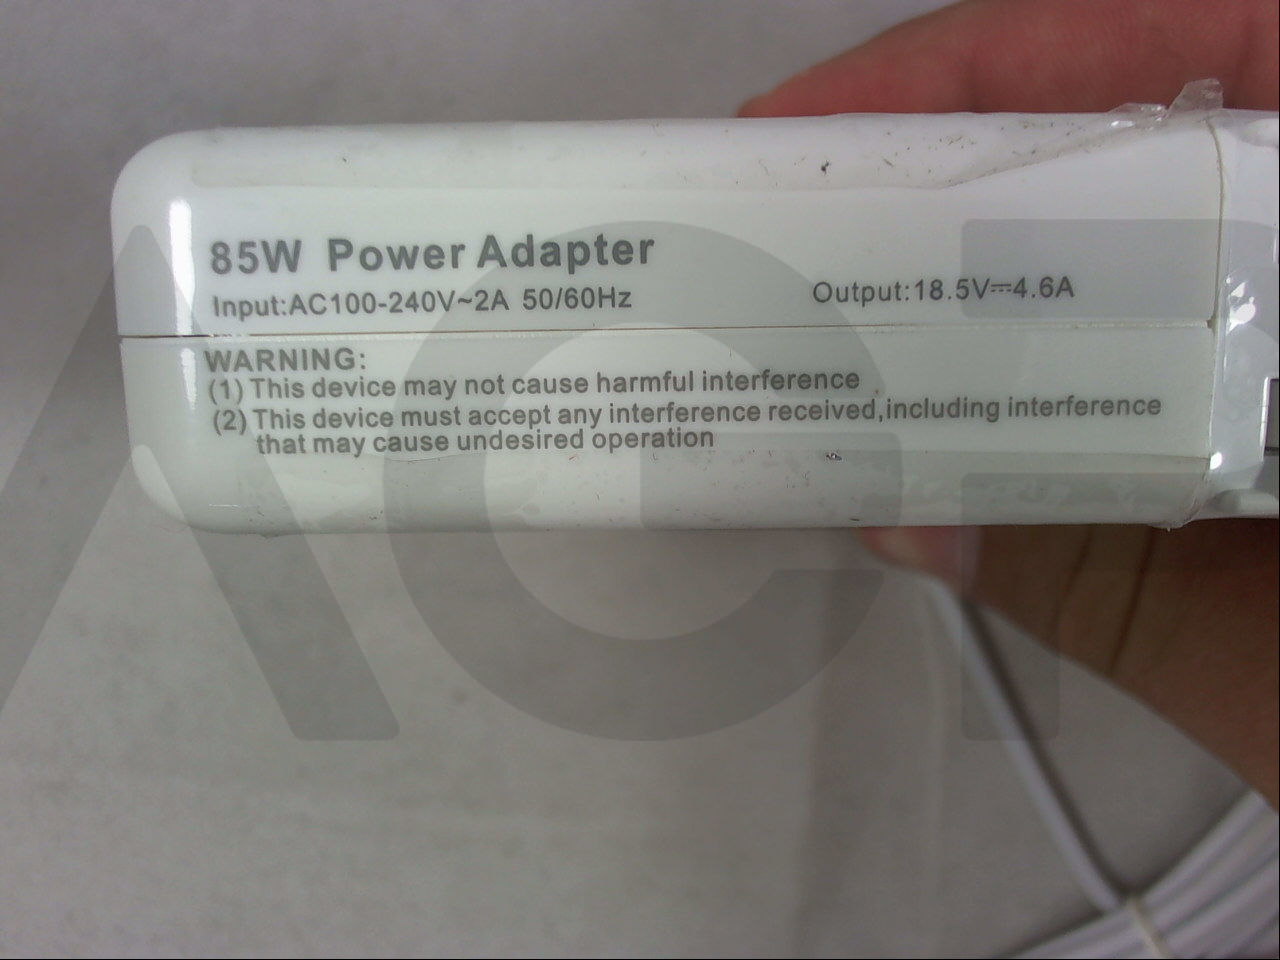 85W Power Adapter
Input:AC100-240V~2A 50/60Hz
Output:18.5V⎓4.6A
WARNING:
(1) This device may not cause harmful interference
(2) This device must accept any interference received,including interference
that may cause undesired operation